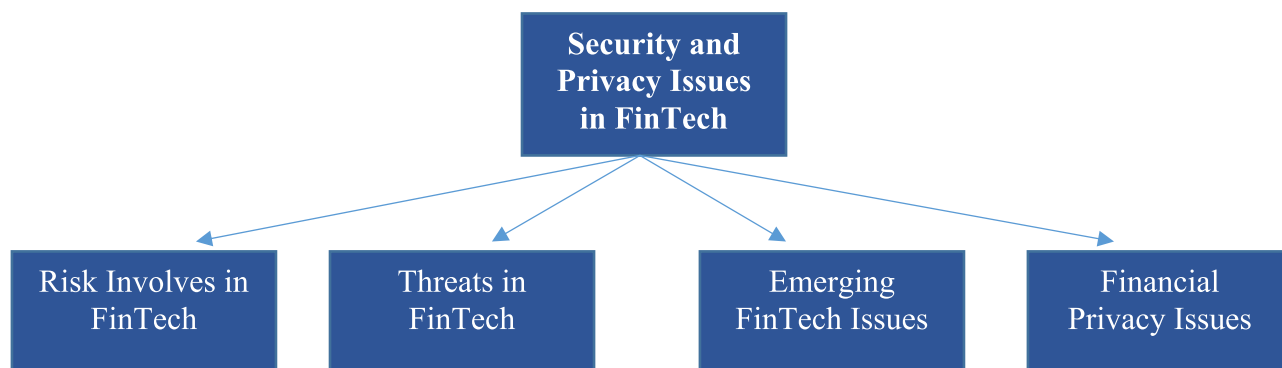 Security and
Privacy Issues
in FinTech
Risk Involves in
FinTech
Threats in
FinTech
Emerging
FinTech Issues
Financial
Privacy Issues